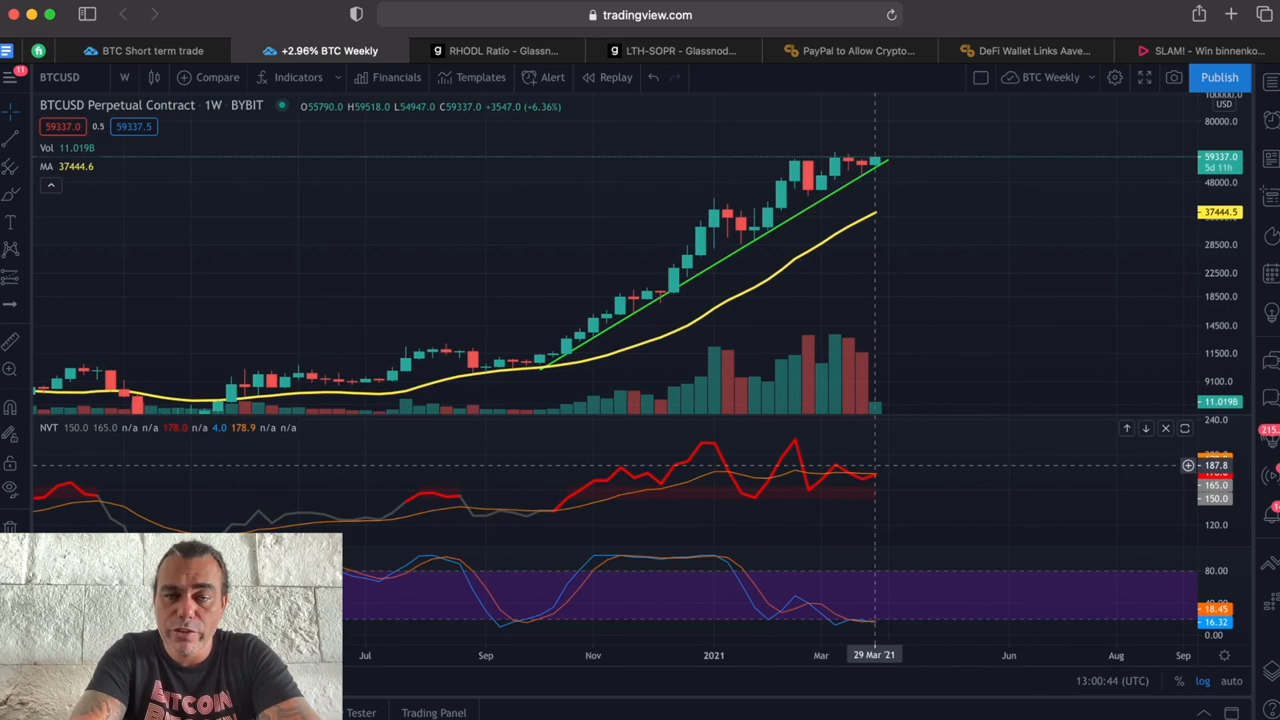 tradingview.com
BTC Short term trade
+2.96% BTC Weekly
RHODL Ratio - Glassn...
LTH-SOPR - Glassnod...
PayPal to Allow Crypto...
DeFi Wallet Links Aave...
SLAM! - Win binnenko...
11
BTCUSD
W
Compare
Indicators
Financials
Templates
Alert
Replay
BTC Weekly
Publish
BTCUSD Perpetual Contract · 1W · BYBIT
O55790.0 H59518.0 L54947.0 C59337.0 +3547.0 (+6.36%)
59337.0
0.5
59337.5
Vol 11.019B
MA 37444.6
100000.0
USD
80000.0
59337.0
5d 11h
48000.0
37444.5
28500.0
22500.0
18500.0
14500.0
11500.0
9100.0
11.019B
NVT 150.0 165.0 n/a n/a 178.0 n/a 4.0 178.9 n/a n/a
240.0
187.8
165.0
150.0
120.0
215...
80.00
18.45
16.32
0.00
Jul
Sep
Nov
2021
Mar
29 Mar '21
Jun
Aug
Sep
13:00:44 (UTC)
%
log
auto
Tester
Trading Panel
BITCOIN